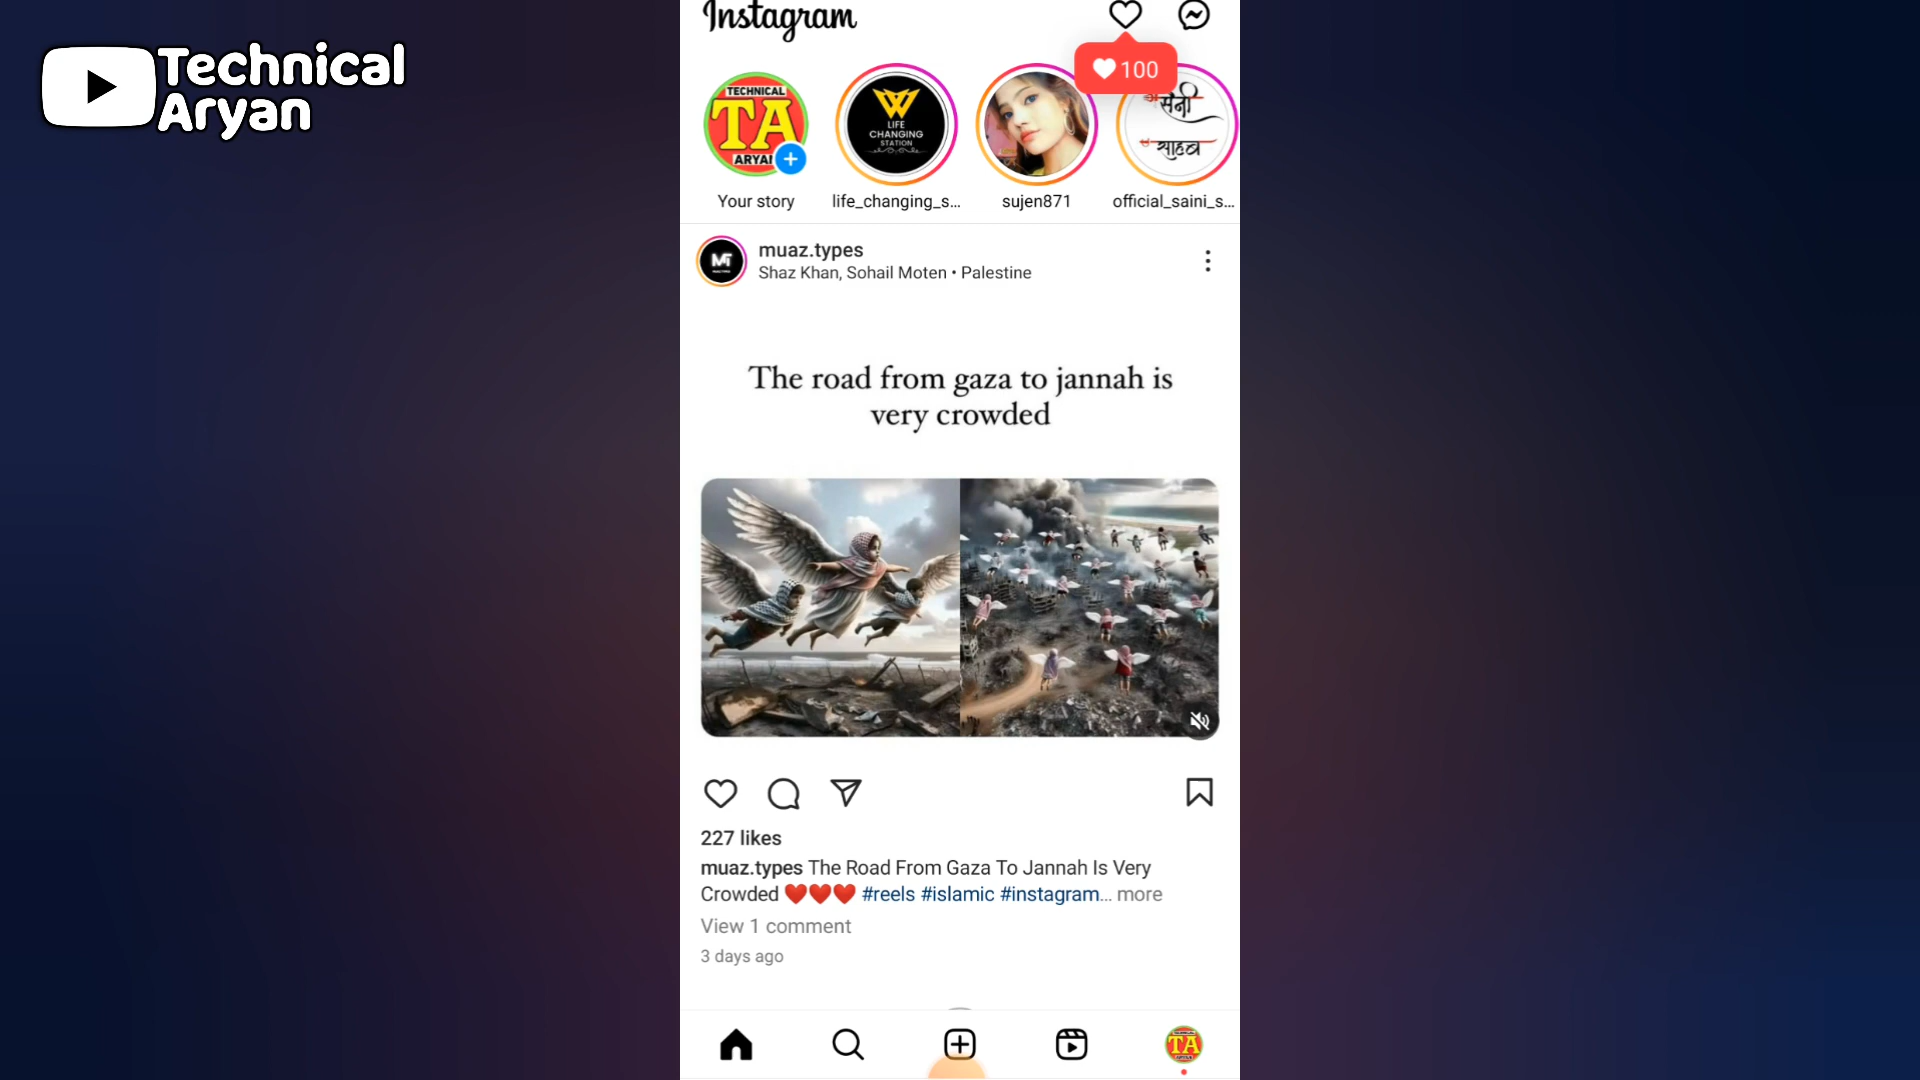 Technical
Aryan
Instagram
100
TECHNICAL
TA
ARYAN
LIFE
CHANGING
STATION
सैनी
साहब
Your story
life_changing_s...
sujen871
official_saini_s...
MT
muaz.types
Shaz Khan, Sohail Moten • Palestine
The road from gaza to jannah is
very crowded
227 likes
muaz.types The Road From Gaza To Jannah Is Very
Crowded ❤️❤️❤️ #reels #islamic #instagram... more
View 1 comment
3 days ago
TA